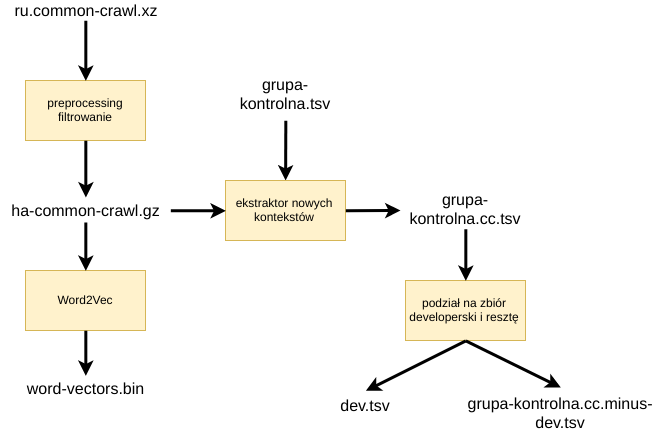 ru.common-crawl.xz
preprocessing
filtrowanie
grupa-
kontrolna.tsv
ha-common-crawl.gz
ekstraktor nowych
kontekstów
grupa-
kontrolna.cc.tsv
Word2Vec
podział na zbiór
developerski i resztę
word-vectors.bin
dev.tsv
grupa-kontrolna.cc.minus-
dev.tsv